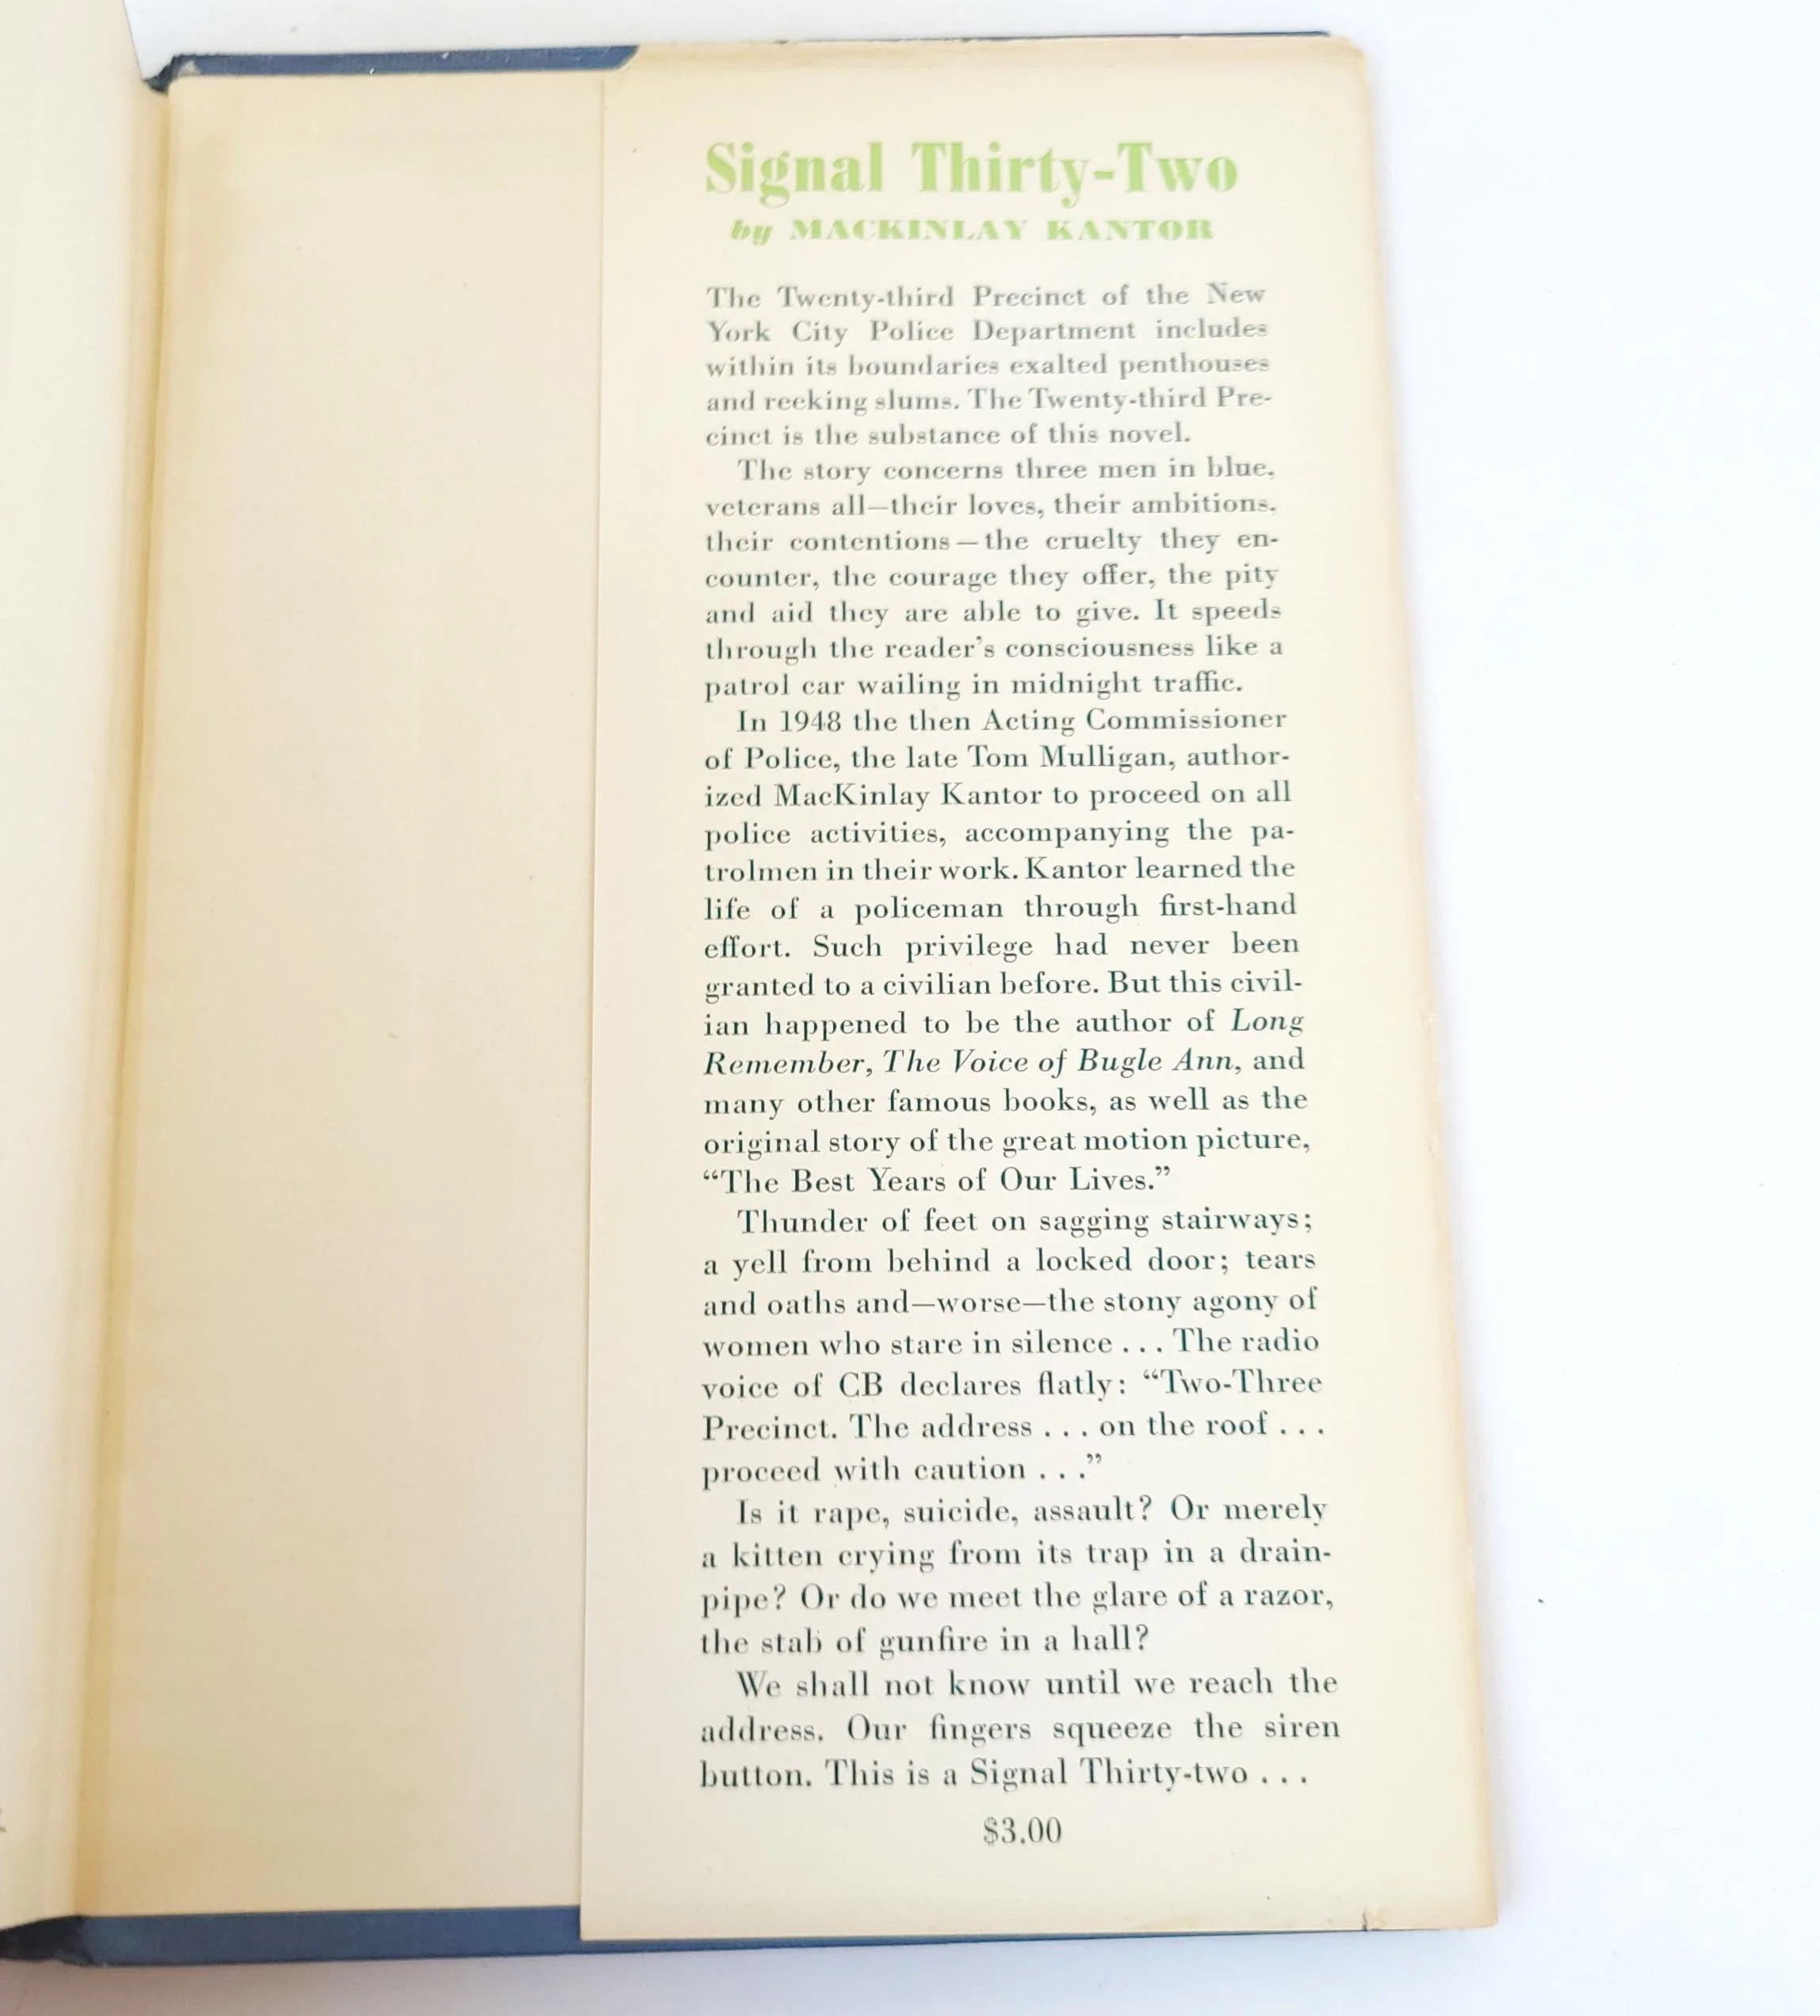 Signal Thirty-Two
by MACKINLAY KANTOR
The Twenty-third Precinct of the New
York City Police Department includes
within its boundaries exalted penthouses
and reeking slums. The Twenty-third Pre-
cinct is the substance of this novel.
The story concerns three men in blue,
veterans all—their loves, their ambitions,
their contentions—the cruelty they en-
counter, the courage they offer, the pity
and aid they are able to give. It speeds
through the reader's consciousness like a
patrol car wailing in midnight traffic.
In 1948 the then Acting Commissioner
of Police, the late Tom Mulligan, author-
ized MacKinlay Kantor to proceed on all
police activities, accompanying the pa-
trolmen in their work. Kantor learned the
life of a policeman through first-hand
effort. Such privilege had never been
granted to a civilian before. But this civil-
ian happened to be the author of Long
Remember, The Voice of Bugle Ann, and
many other famous books, as well as the
original story of the great motion picture,
“The Best Years of Our Lives.”
Thunder of feet on sagging stairways;
a yell from behind a locked door; tears
and oaths and—worse—the stony agony of
women who stare in silence . . . The radio
voice of CB declares flatly: “Two-Three
Precinct. The address . . . on the roof . . .
proceed with caution . . .”
Is it rape, suicide, assault? Or merely
a kitten crying from its trap in a drain-
pipe? Or do we meet the glare of a razor,
the stab of gunfire in a hall?
We shall not know until we reach the
address. Our fingers squeeze the siren
button. This is a Signal Thirty-two . . .
$3.00